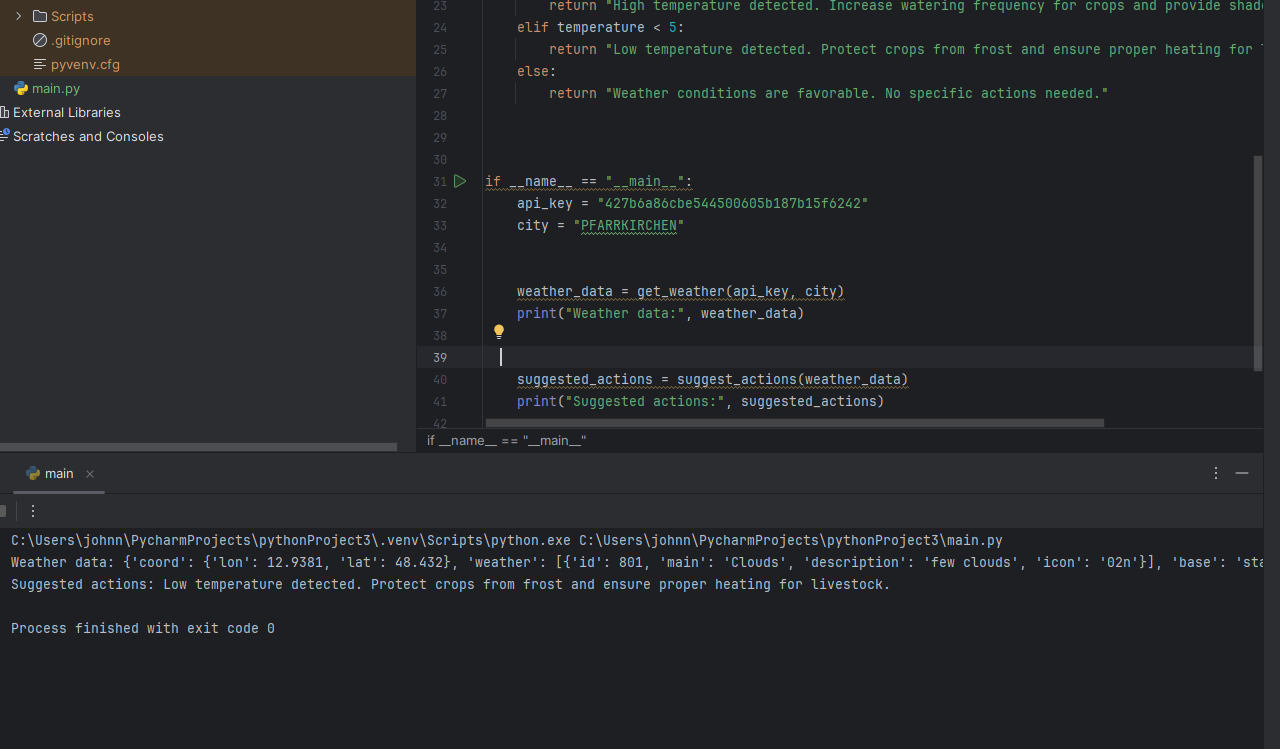 Scripts
.gitignore
pyvenv.cfg
main.py
External Libraries
Scratches and Consoles
23 return "High temperature detected. Increase watering frequency for crops and provide shad
24 elif temperature < 5:
25 return "Low temperature detected. Protect crops from frost and ensure proper heating for l
26 else:
27 return "Weather conditions are favorable. No specific actions needed."
28
29
30
31 if __name__ == "__main__":
32 api_key = "427b6a86cbe544500605b187b15f6242"
33 city = "PFARRKIRCHEN"
34
35
36 weather_data = get_weather(api_key, city)
37 print("Weather data:", weather_data)
38
39
40 suggested_actions = suggest_actions(weather_data)
41 print("Suggested actions:", suggested_actions)
42
if __name__ == "__main__"
main
C:\Users\johnn\PycharmProjects\pythonProject3\.venv\Scripts\python.exe C:\Users\johnn\PycharmProjects\pythonProject3\main.py
Weather data: {'coord': {'lon': 12.9381, 'lat': 48.432}, 'weather': [{'id': 801, 'main': 'Clouds', 'description': 'few clouds', 'icon': '02n'}], 'base': 'sta
Suggested actions: Low temperature detected. Protect crops from frost and ensure proper heating for livestock.
Process finished with exit code 0